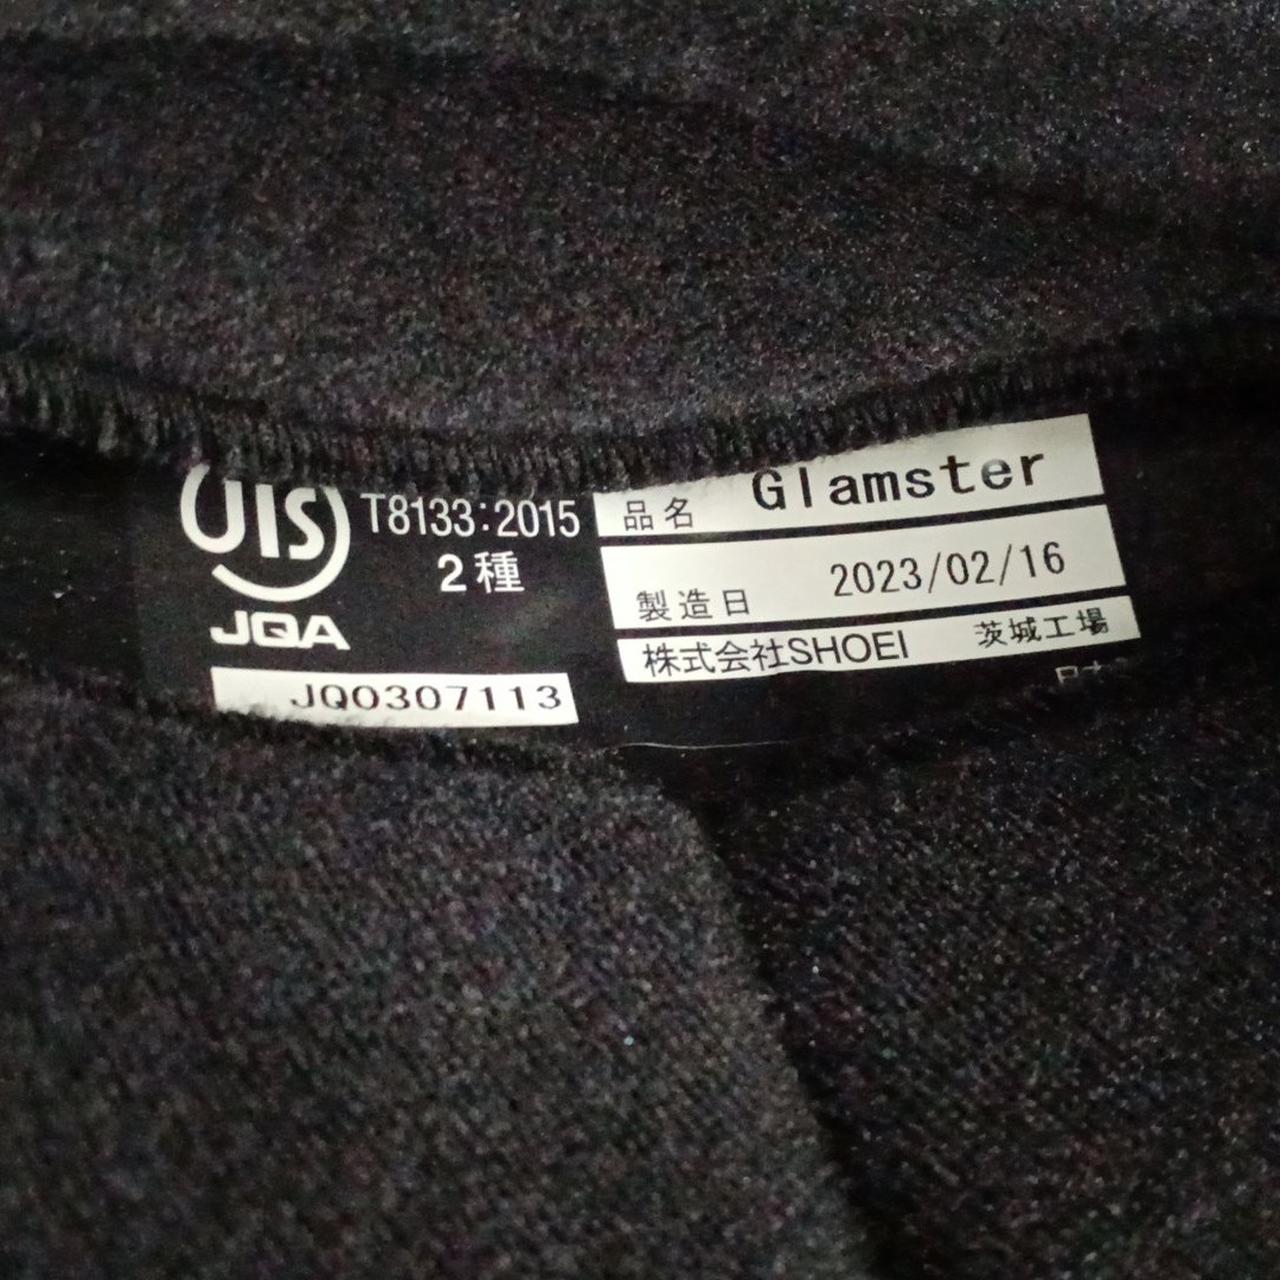 JIS T8133:2015
2種
JQA
JQ0307113
品名 Glamster
製造日 2023/02/16
株式会社SHOEI 茨城工場